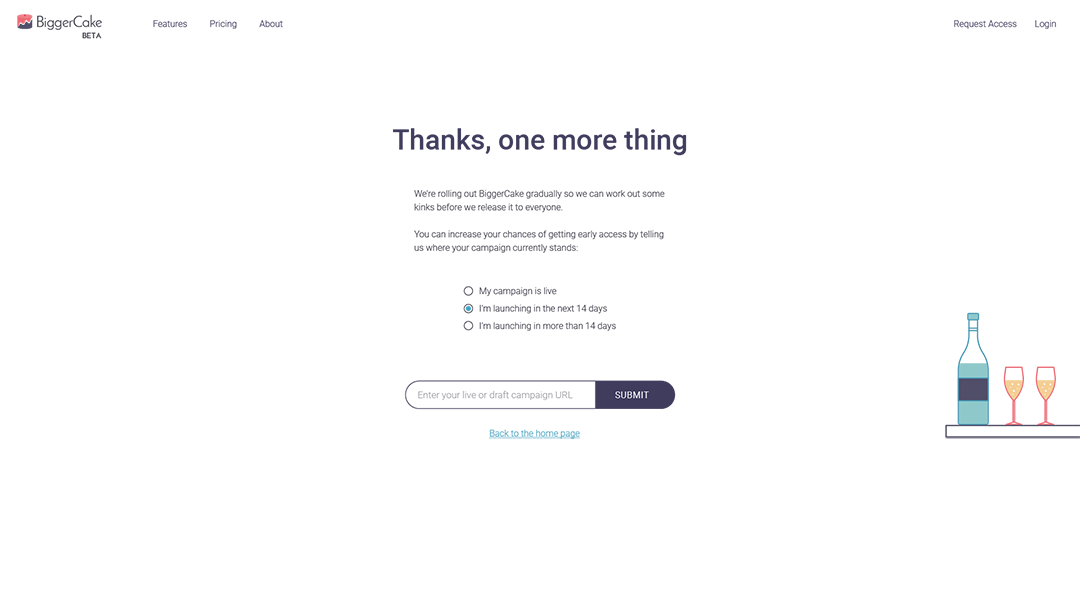 BiggerCake
BETA
Features
Pricing
About
Request Access
Login
Thanks, one more thing
We're rolling out BiggerCake gradually so we can work out some
kinks before we release it to everyone.
You can increase your chances of getting early access by telling
us where your campaign currently stands:
My campaign is live
I'm launching in the next 14 days
I'm launching in more than 14 days
Enter your live or draft campaign URL
SUBMIT
Back to the home page